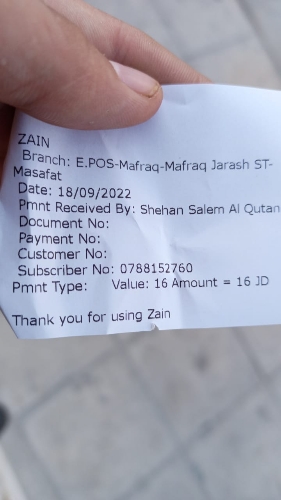 ZAIN
Branch: E.POS-Mafraq-Mafraq Jarash ST-
Masafat
Date: 18/09/2022
Pmnt Received By: Shehan Salem Al Qutan
Document No:
Payment No:
Customer No:
Subscriber No: 0788152760
Pmnt Type: Value: 16 Amount = 16 JD
Thank you for using Zain